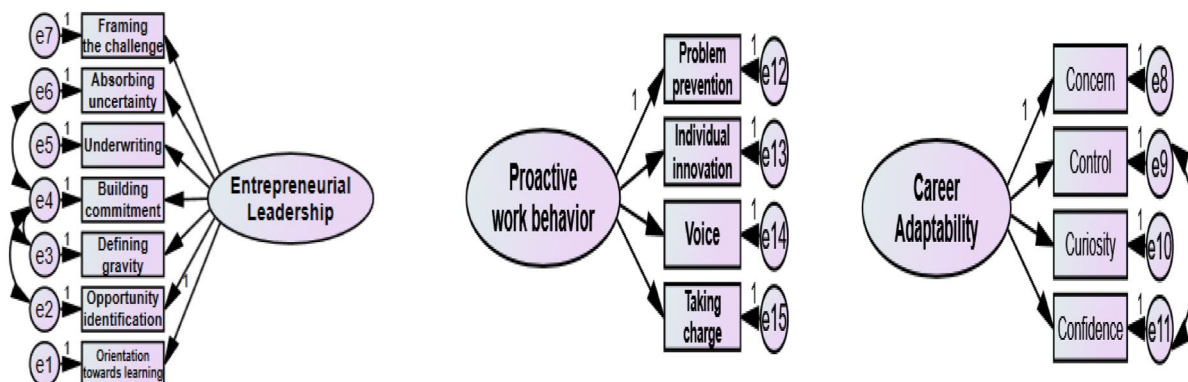 e7
1
Framing
the challenge
e6
1
Absorbing
uncertainty
e5
1
Underwriting
e4
1
Building
commitment
e3
1
Defining
gravity
e2
1
Opportunity
identification
e1
1
Orientation
towards learning
1
Entrepreneurial
Leadership
Proactive
work behavior
1
Problem
prevention
1
e12
Individual
innovation
1
e13
Voice
1
e14
Taking
charge
1
e15
Career
Adaptability
1
Concern
1
e8
Control
1
e9
Curiosity
1
e10
Confidence
1
e11